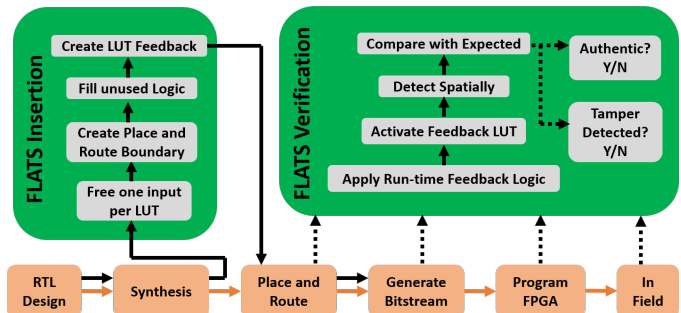 FLATS Insertion
Create LUT Feedback
Fill unused Logic
Create Place and
Route Boundary
Free one input
per LUT
FLATS Verification
Compare with Expected
Detect Spatially
Activate Feedback LUT
Apply Run-time Feedback Logic
Authentic?
Y/N
Tamper
Detected?
Y/N
RTL
Design
Synthesis
Place and
Route
Generate
Bitstream
Program
FPGA
In
Field